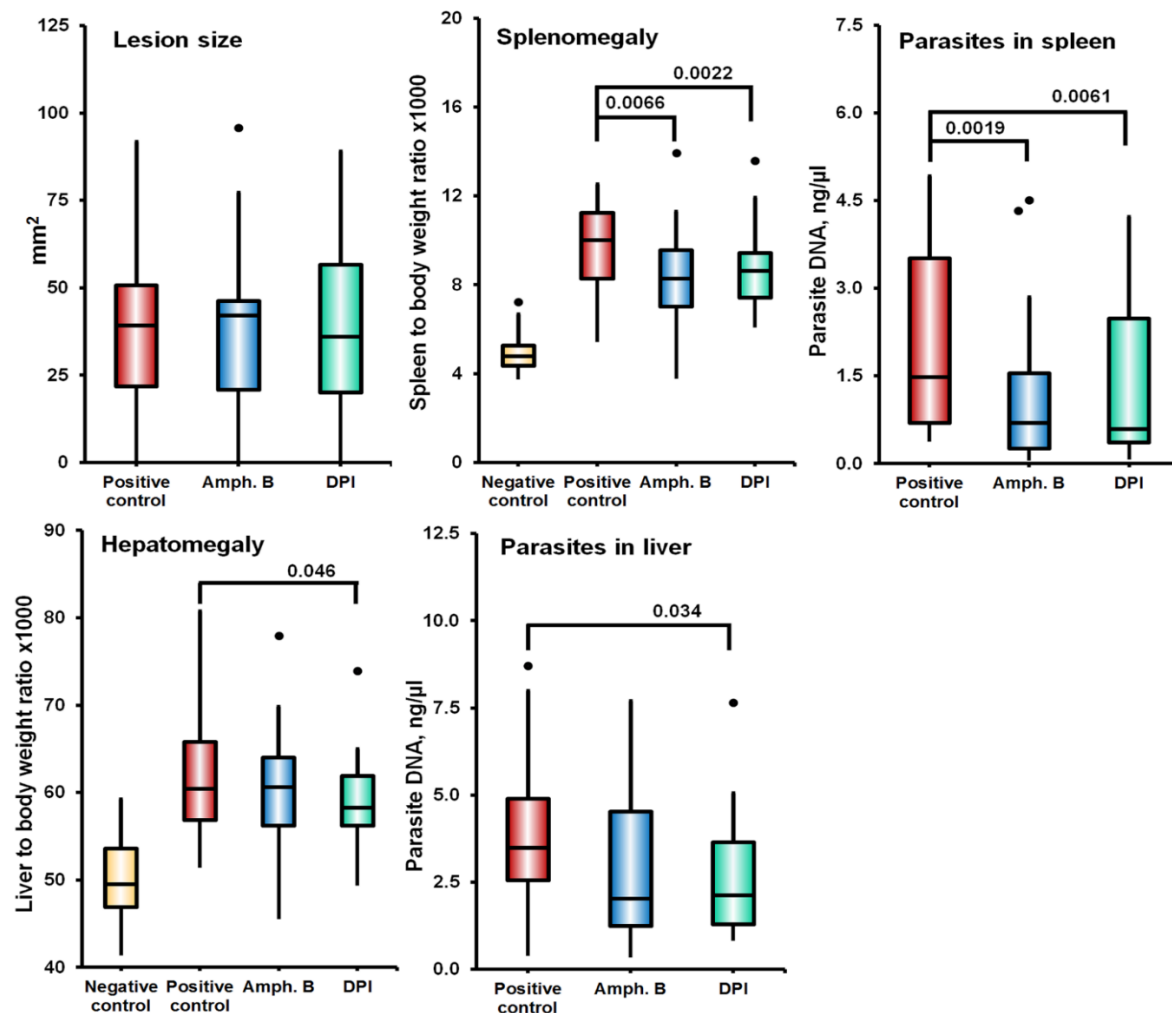 Lesion size
125
100
75
50
25
0
mm²
Positive
control
Amph. B
DPI
Splenomegaly
20
16
12
8
4
0
Spleen to body weight ratio x1000
0.0022
0.0066
Negative
control
Positive
control
Amph. B
DPI
Parasites in spleen
7.5
6.0
4.5
3.0
1.5
0.0
Parasite DNA, ng/µl
0.0061
0.0019
Positive
control
Amph. B
DPI
Hepatomegaly
90
80
70
60
50
40
Liver to body weight ratio x1000
0.046
Negative
control
Positive
control
Amph. B
DPI
Parasites in liver
12.5
10.0
7.5
5.0
2.5
0.0
Parasite DNA, ng/µl
0.034
Positive
control
Amph. B
DPI